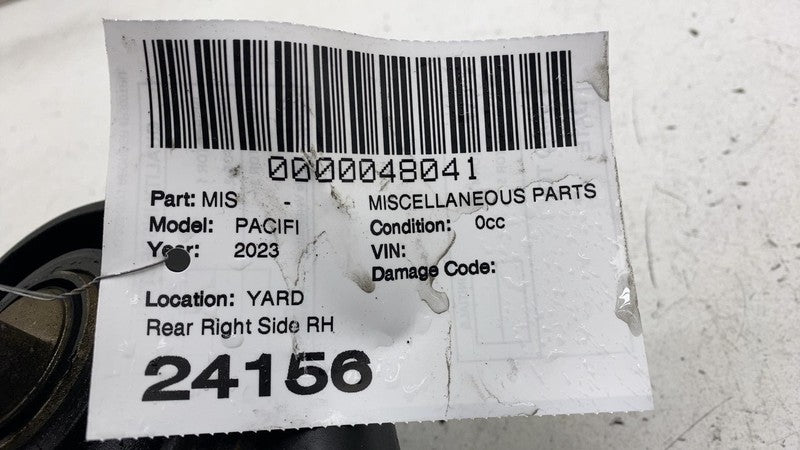 0000048041
Part: MIS - MISCELLANEOUS PARTS
Model: PACIFI Condition: 0cc
Year: 2023 VIN:
Damage Code:
Location: YARD
Rear Right Side RH
24156